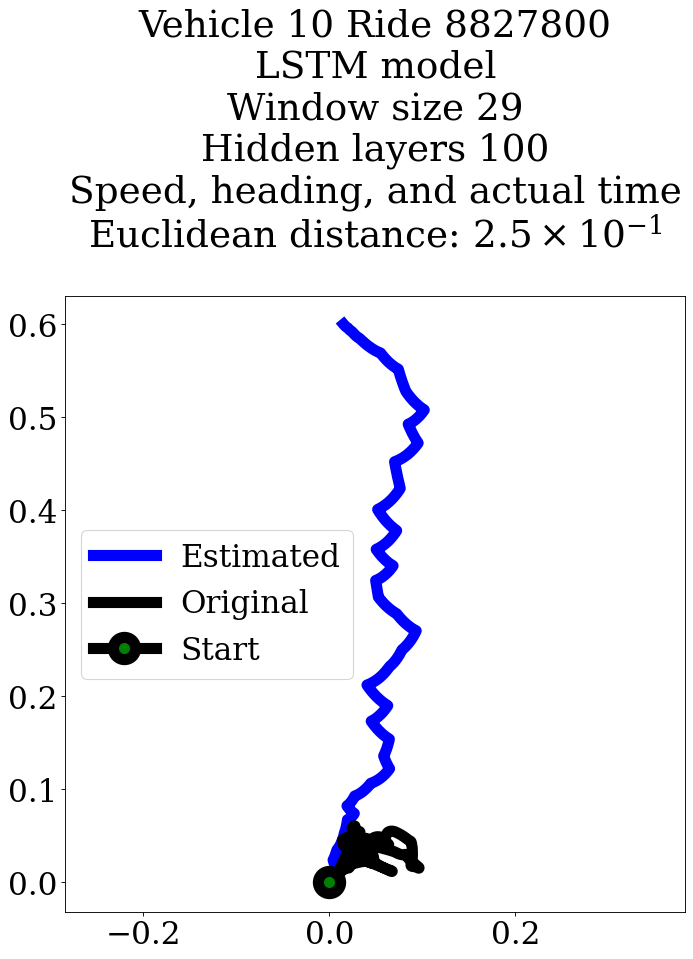 Vehicle 10 Ride 8827800
LSTM model
Window size 29
Hidden layers 100
Speed, heading, and actual time
Euclidean distance: 2.5 × 10⁻¹
0.6
0.5
0.4
0.3
0.2
0.1
0.0
Estimated
Original
Start
−0.2
0.0
0.2